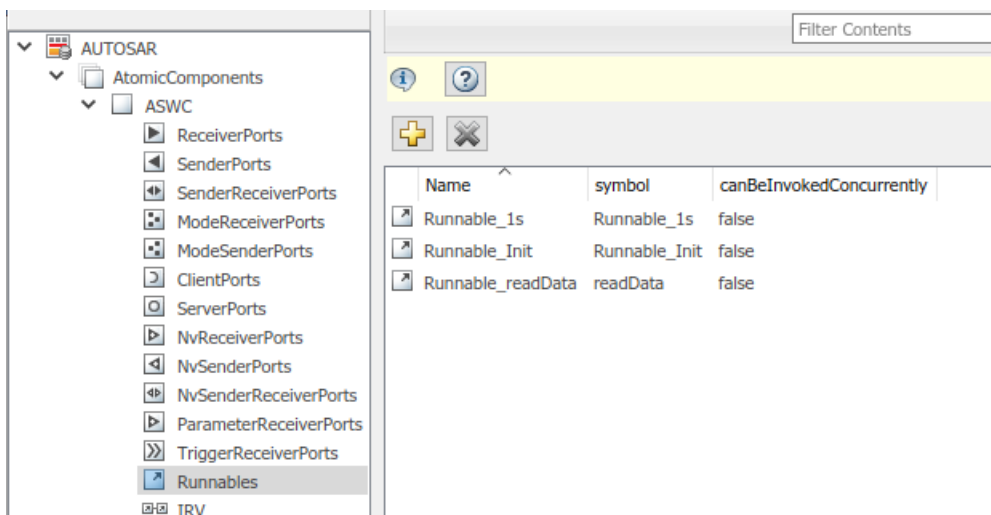 Filter Contents
AUTOSAR
AtomicComponents
ASWC
ReceiverPorts
SenderPorts
SenderReceiverPorts
ModeReceiverPorts
ModeSenderPorts
ClientPorts
ServerPorts
NvReceiverPorts
NvSenderPorts
NvSenderReceiverPorts
ParameterReceiverPorts
TriggerReceiverPorts
Runnables
IRV
Name symbol canBeInvokedConcurrently
Runnable_1s Runnable_1s false
Runnable_Init Runnable_Init false
Runnable_readData readData false